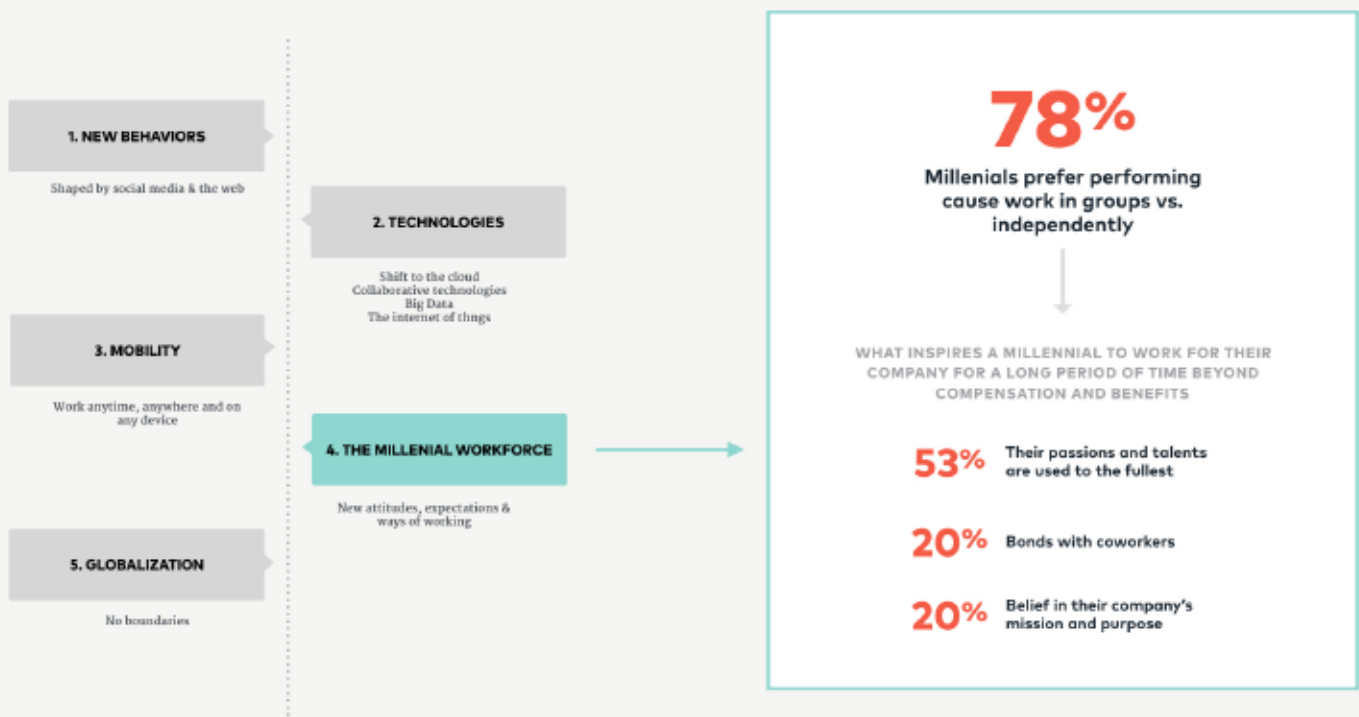 1. NEW BEHAVIORS
Shaped by social media & the web
2. TECHNOLOGIES
Shift to the cloud
Collaborative technologies
Big Data
The internet of thngs
3. MOBILITY
Work anytime, anywhere and on
any device
4. THE MILLENIAL WORKFORCE
New attitudes, expectations &
ways of working
5. GLOBALIZATION
No boundaries
78%
Millenials prefer performing
cause work in groups vs.
independently
WHAT INSPIRES A MILLENNIAL TO WORK FOR THEIR
COMPANY FOR A LONG PERIOD OF TIME BEYOND
COMPENSATION AND BENEFITS
53%
Their passions and talents
are used to the fullest
20%
Bonds with coworkers
20%
Belief in their company's
mission and purpose